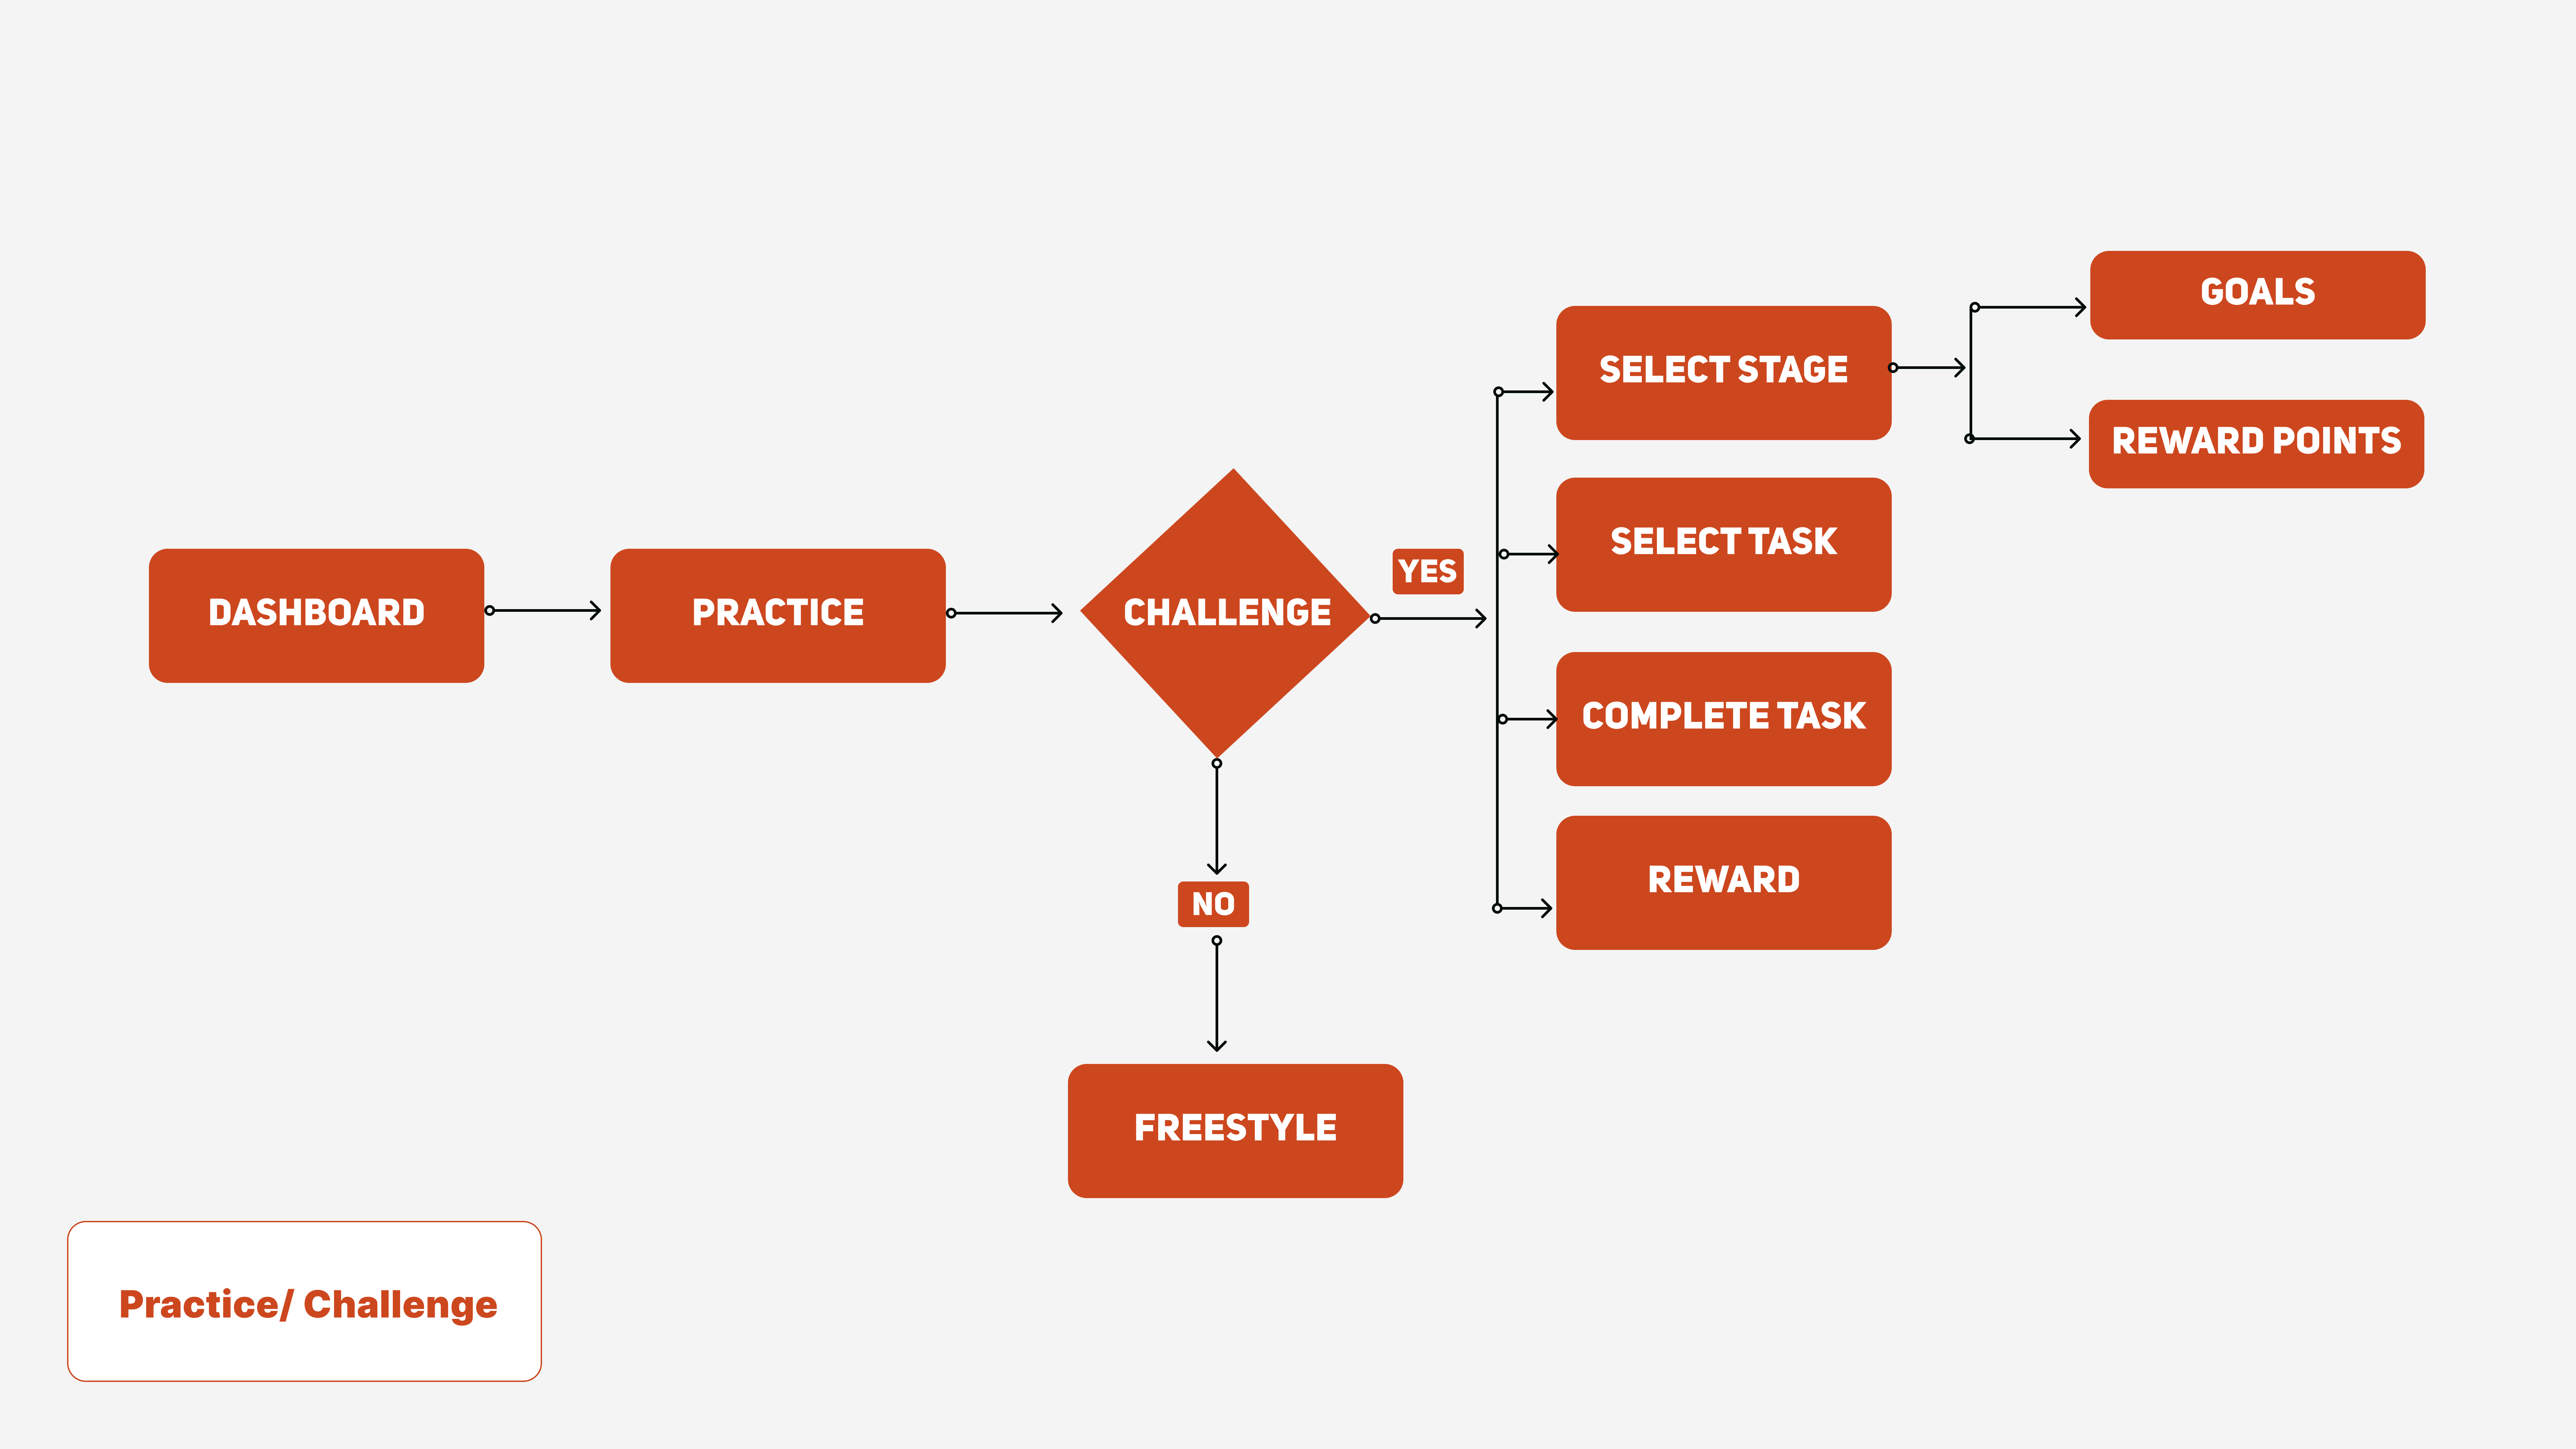 GOALS
SELECT STAGE
REWARD POINTS
SELECT TASK
YES
DASHBOARD
PRACTICE
CHALLENGE
COMPLETE TASK
REWARD
NO
FREESTYLE
Practice/ Challenge